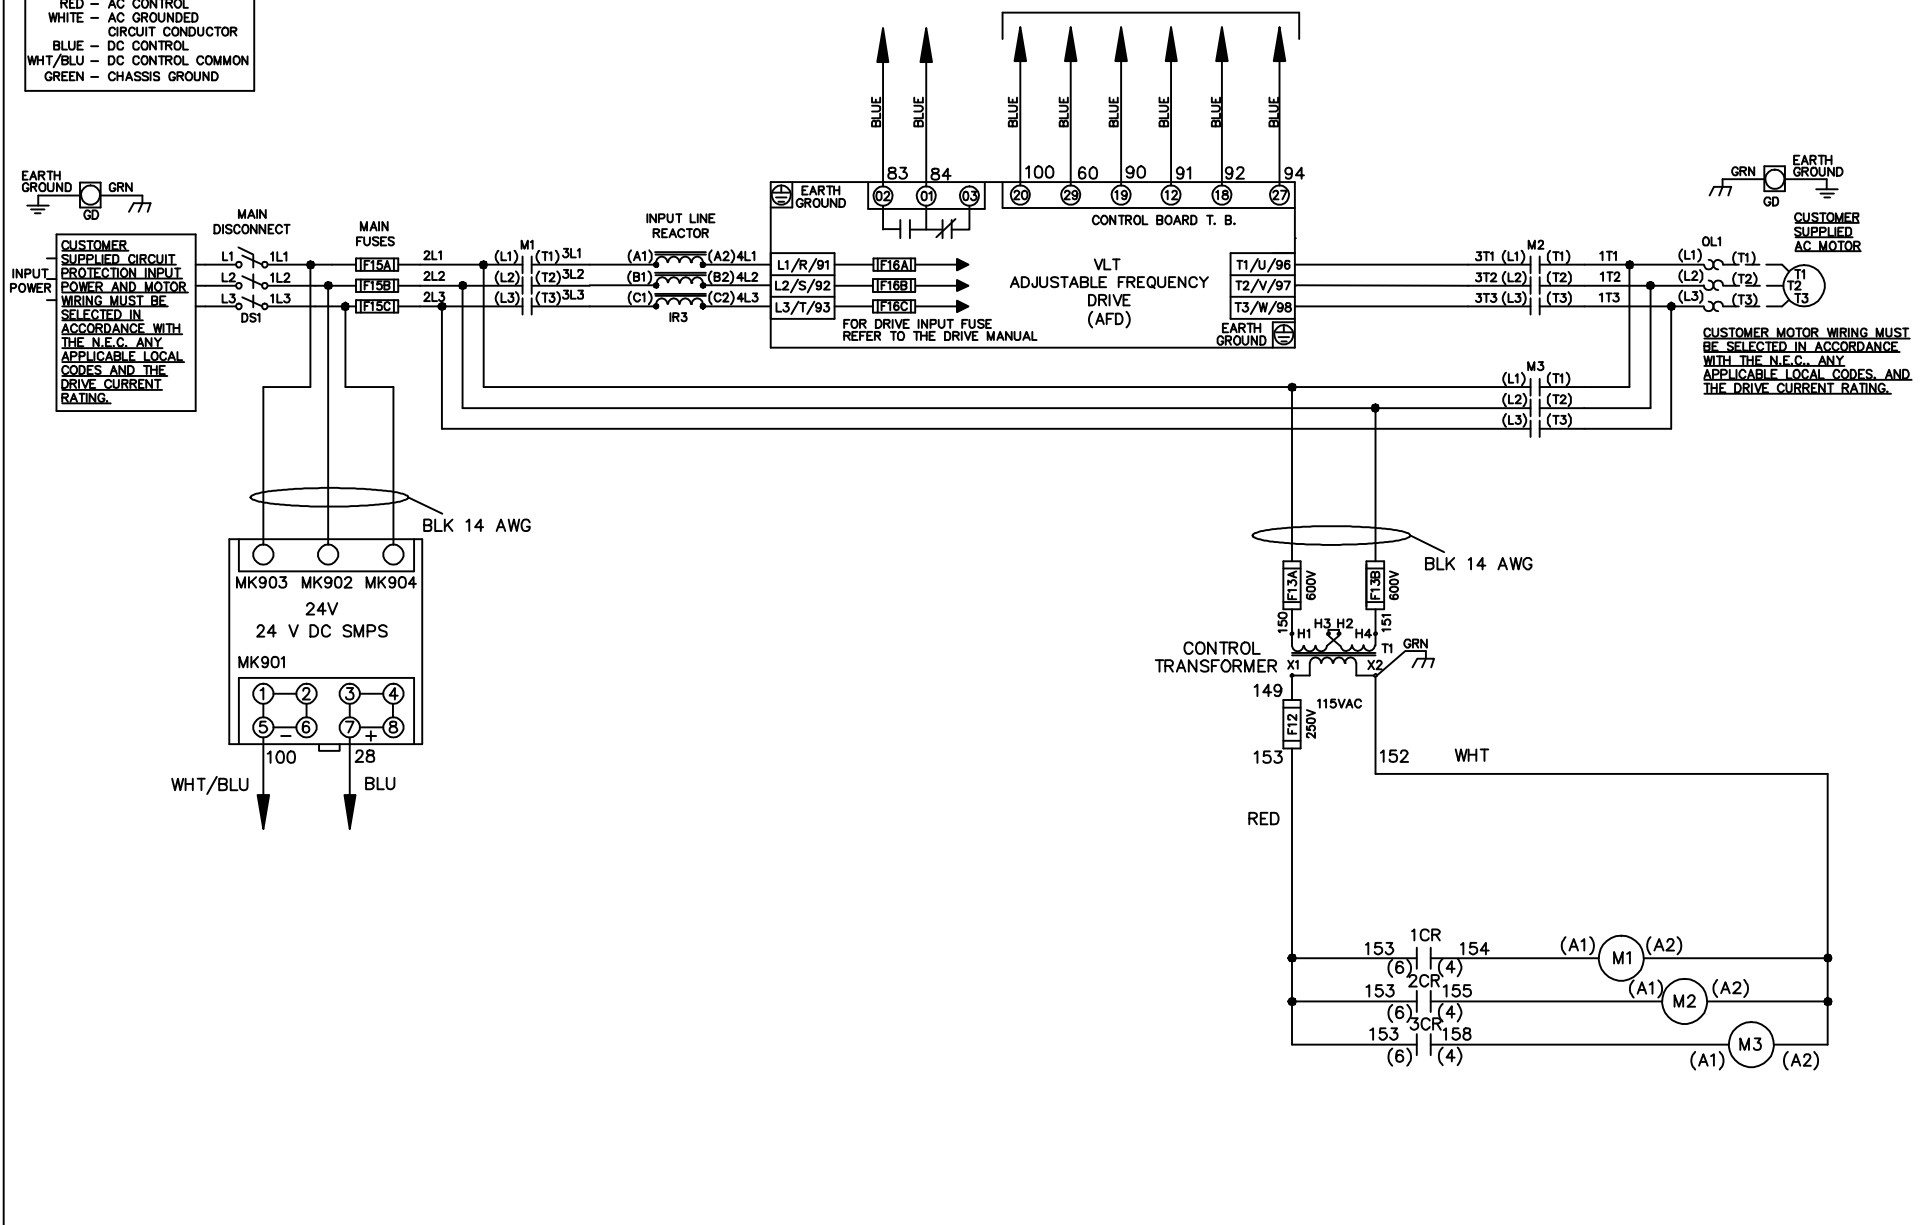 RED – AC CONTROL
WHITE – AC GROUNDED
CIRCUIT CONDUCTOR
BLUE – DC CONTROL
WHT/BLU – DC CONTROL COMMON
GREEN – CHASSIS GROUND
BLUE
BLUE
BLUE
BLUE
BLUE
BLUE
BLUE
BLUE
83
84
100
60
90
91
92
94
EARTH
GROUND
GRN
GD
EARTH
GROUND
02
01
03
20
29
19
12
18
27
CONTROL BOARD T. B.
GRN
EARTH
GROUND
GD
CUSTOMER
SUPPLIED
AC MOTOR
INPUT
POWER
CUSTOMER
SUPPLIED CIRCUIT
PROTECTION INPUT
POWER AND MOTOR
WIRING MUST BE
SELECTED IN
ACCORDANCE WITH
THE N.E.C. ANY
APPLICABLE LOCAL
CODES AND THE
DRIVE CURRENT
RATING.
MAIN
DISCONNECT
L1 1L1
L2 1L2
L3 1L3
DS1
MAIN
FUSES
F15A
F15B
F15C
2L1
2L2
2L3
M1
(L1) (T1) 3L1
(L2) (T2) 3L2
(L3) (T3) 3L3
INPUT LINE
REACTOR
(A1) (A2) 4L1
(B1) (B2) 4L2
(C1) (C2) 4L3
IR3
L1/R/91
L2/S/92
L3/T/93
F16A
F16B
F16C
FOR DRIVE INPUT FUSE
REFER TO THE DRIVE MANUAL
VLT
ADJUSTABLE FREQUENCY
DRIVE
(AFD)
T1/U/96
T2/V/97
T3/W/98
EARTH
GROUND
M2
3T1 (L1) (T1) 1T1
3T2 (L2) (T2) 1T2
3T3 (L3) (T3) 1T3
OL1
(L1) (T1)
(L2) (T2)
(L3) (T3)
T1
T2
T3
CUSTOMER MOTOR WIRING MUST
BE SELECTED IN ACCORDANCE
WITH THE N.E.C., ANY
APPLICABLE LOCAL CODES, AND
THE DRIVE CURRENT RATING.
M3
(L1) (T1)
(L2) (T2)
(L3) (T3)
BLK 14 AWG
MK903 MK902 MK904
24V
24 V DC SMPS
MK901
1 2 3 4
5 6 7 8
– +
100
28
WHT/BLU
BLU
BLK 14 AWG
F13A
600V
F13B
600V
150
151
H1 H3 H2 H4
T1
GRN
CONTROL
TRANSFORMER
X1 X2
149
115VAC
F12
250V
153
152
WHT
RED
1CR
153 154
(6) (4)
(A1) M1 (A2)
2CR
153 155
(6) (4)
(A1) M2 (A2)
3CR
153 158
(6) (4)
(A1) M3 (A2)